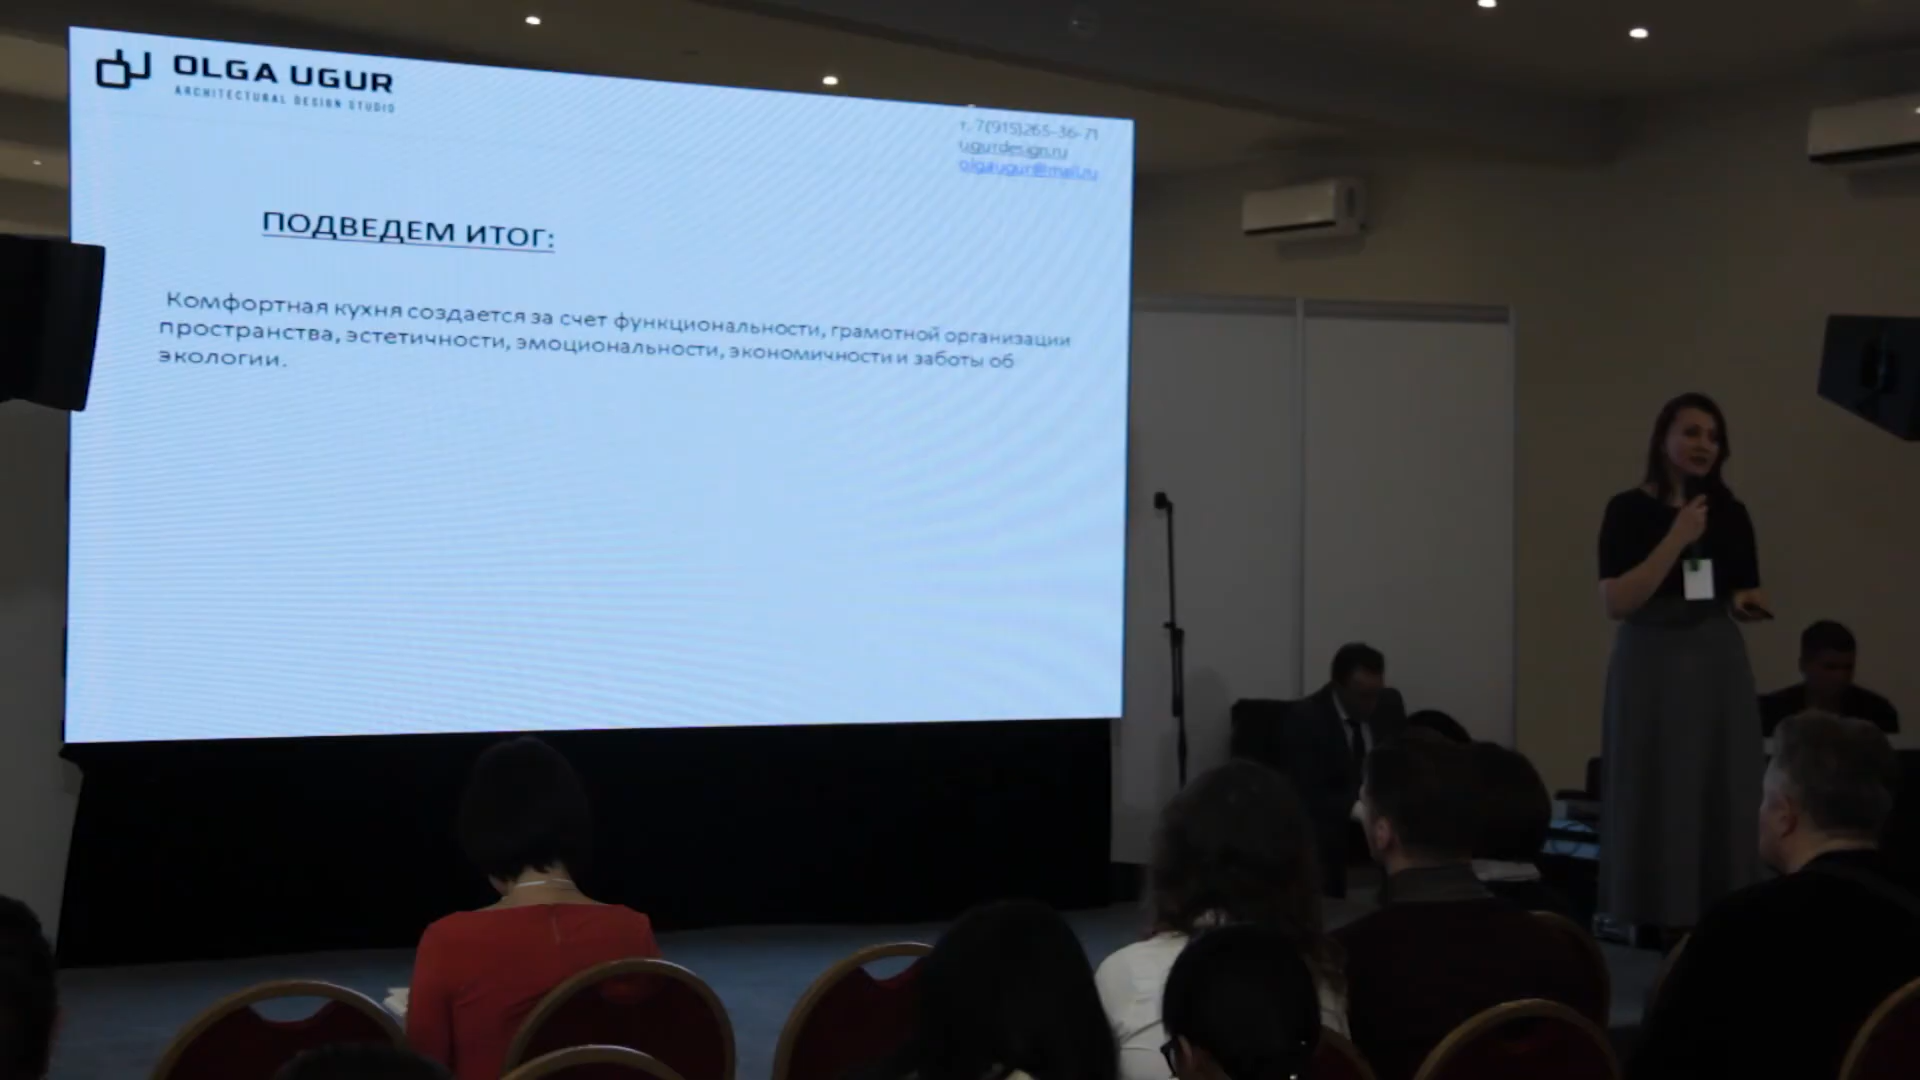 OLGA UGUR
ARCHITECTURAL DESIGN STUDIO
т. 7(915)265-36-71
ugurdesign.ru
olgaugur@mail.ru
ПОДВЕДЕМ ИТОГ:
Комфортная кухня создается за счет функциональности, грамотной организации
пространства, эстетичности, эмоциональности, экономичности и заботы об
экологии.